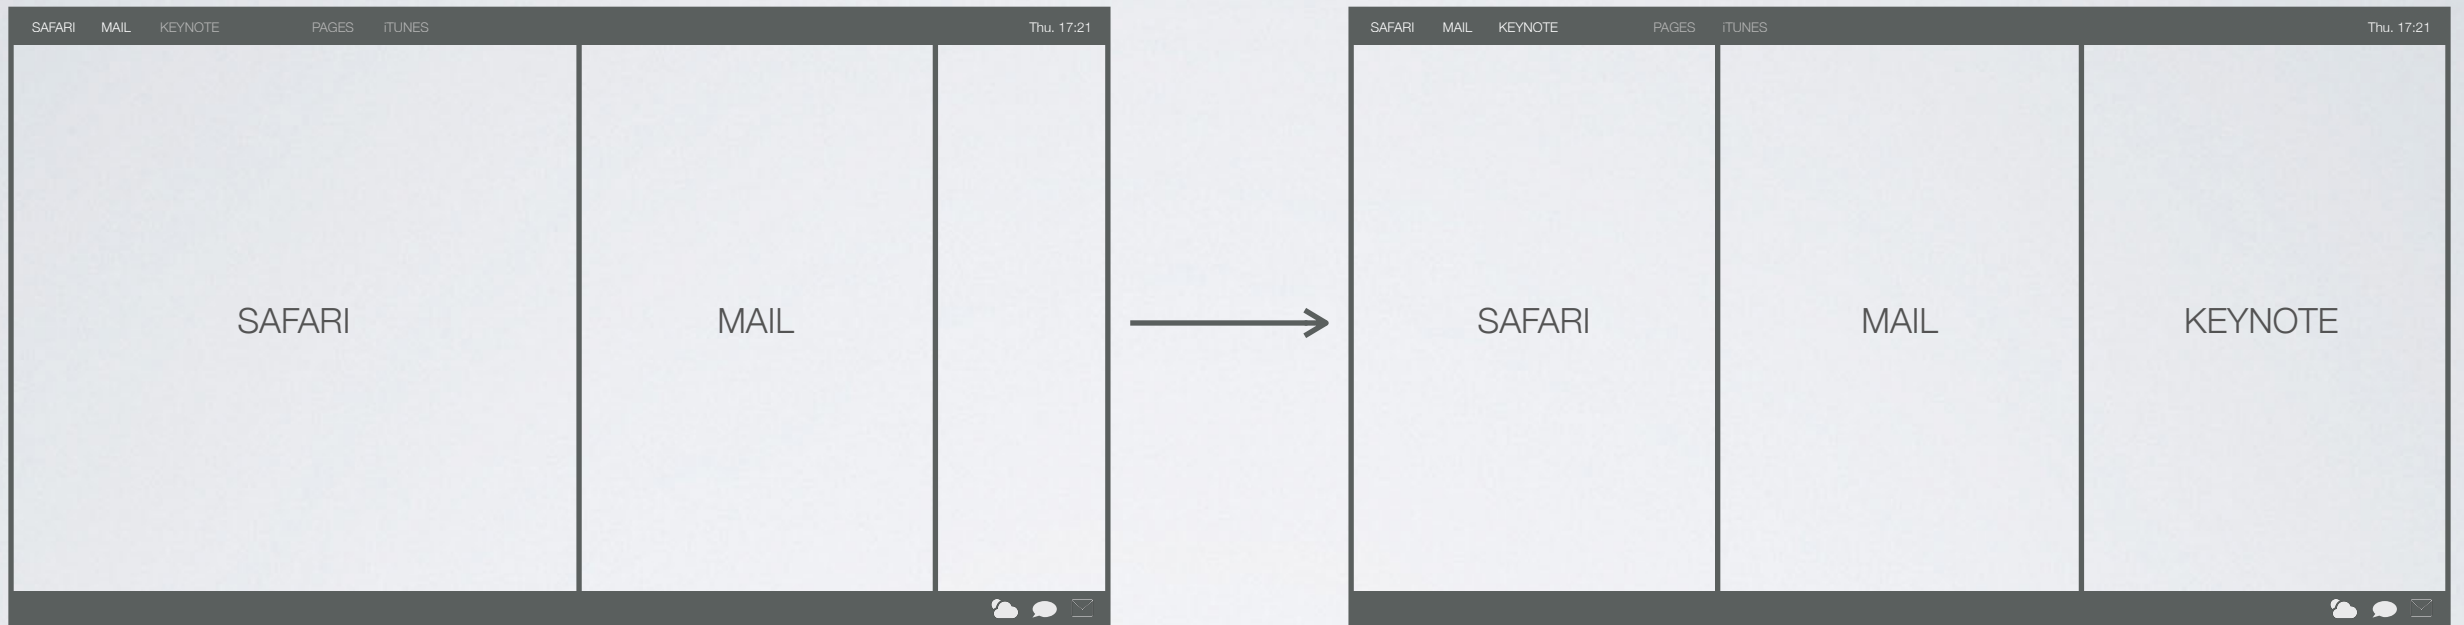 SAFARI MAIL KEYNOTE PAGES iTUNES Thu. 17:21
SAFARI MAIL
SAFARI MAIL KEYNOTE PAGES iTUNES Thu. 17:21
SAFARI MAIL KEYNOTE